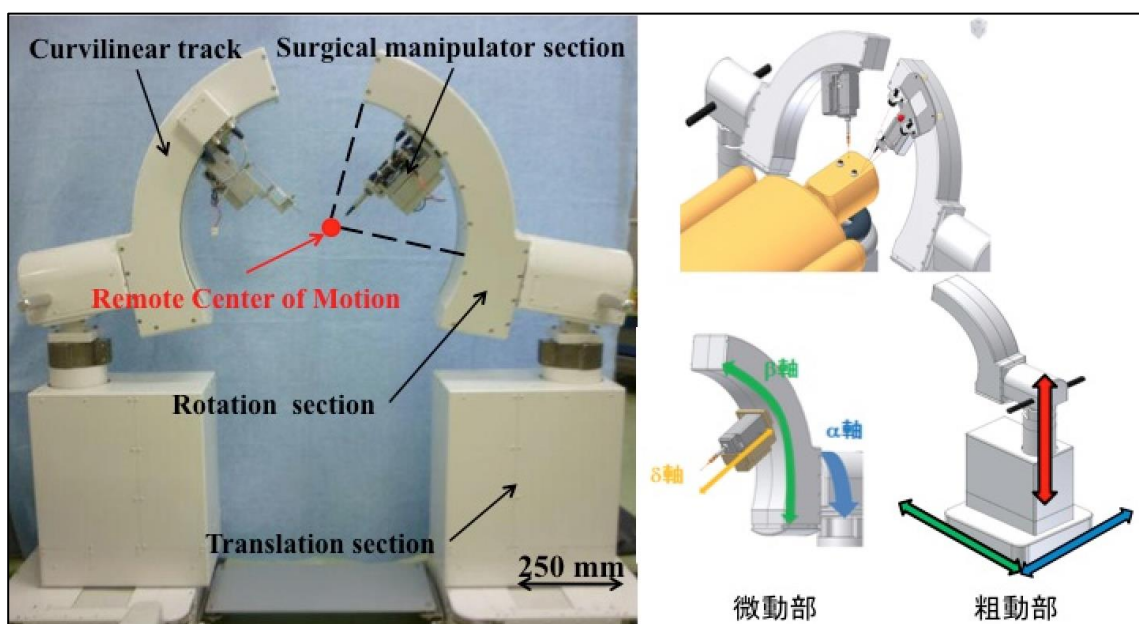 Curvilinear track
Surgical manipulator section
Remote Center of Motion
Rotation section
Translation section
250 mm
β軸
α軸
δ軸
微動部
粗動部